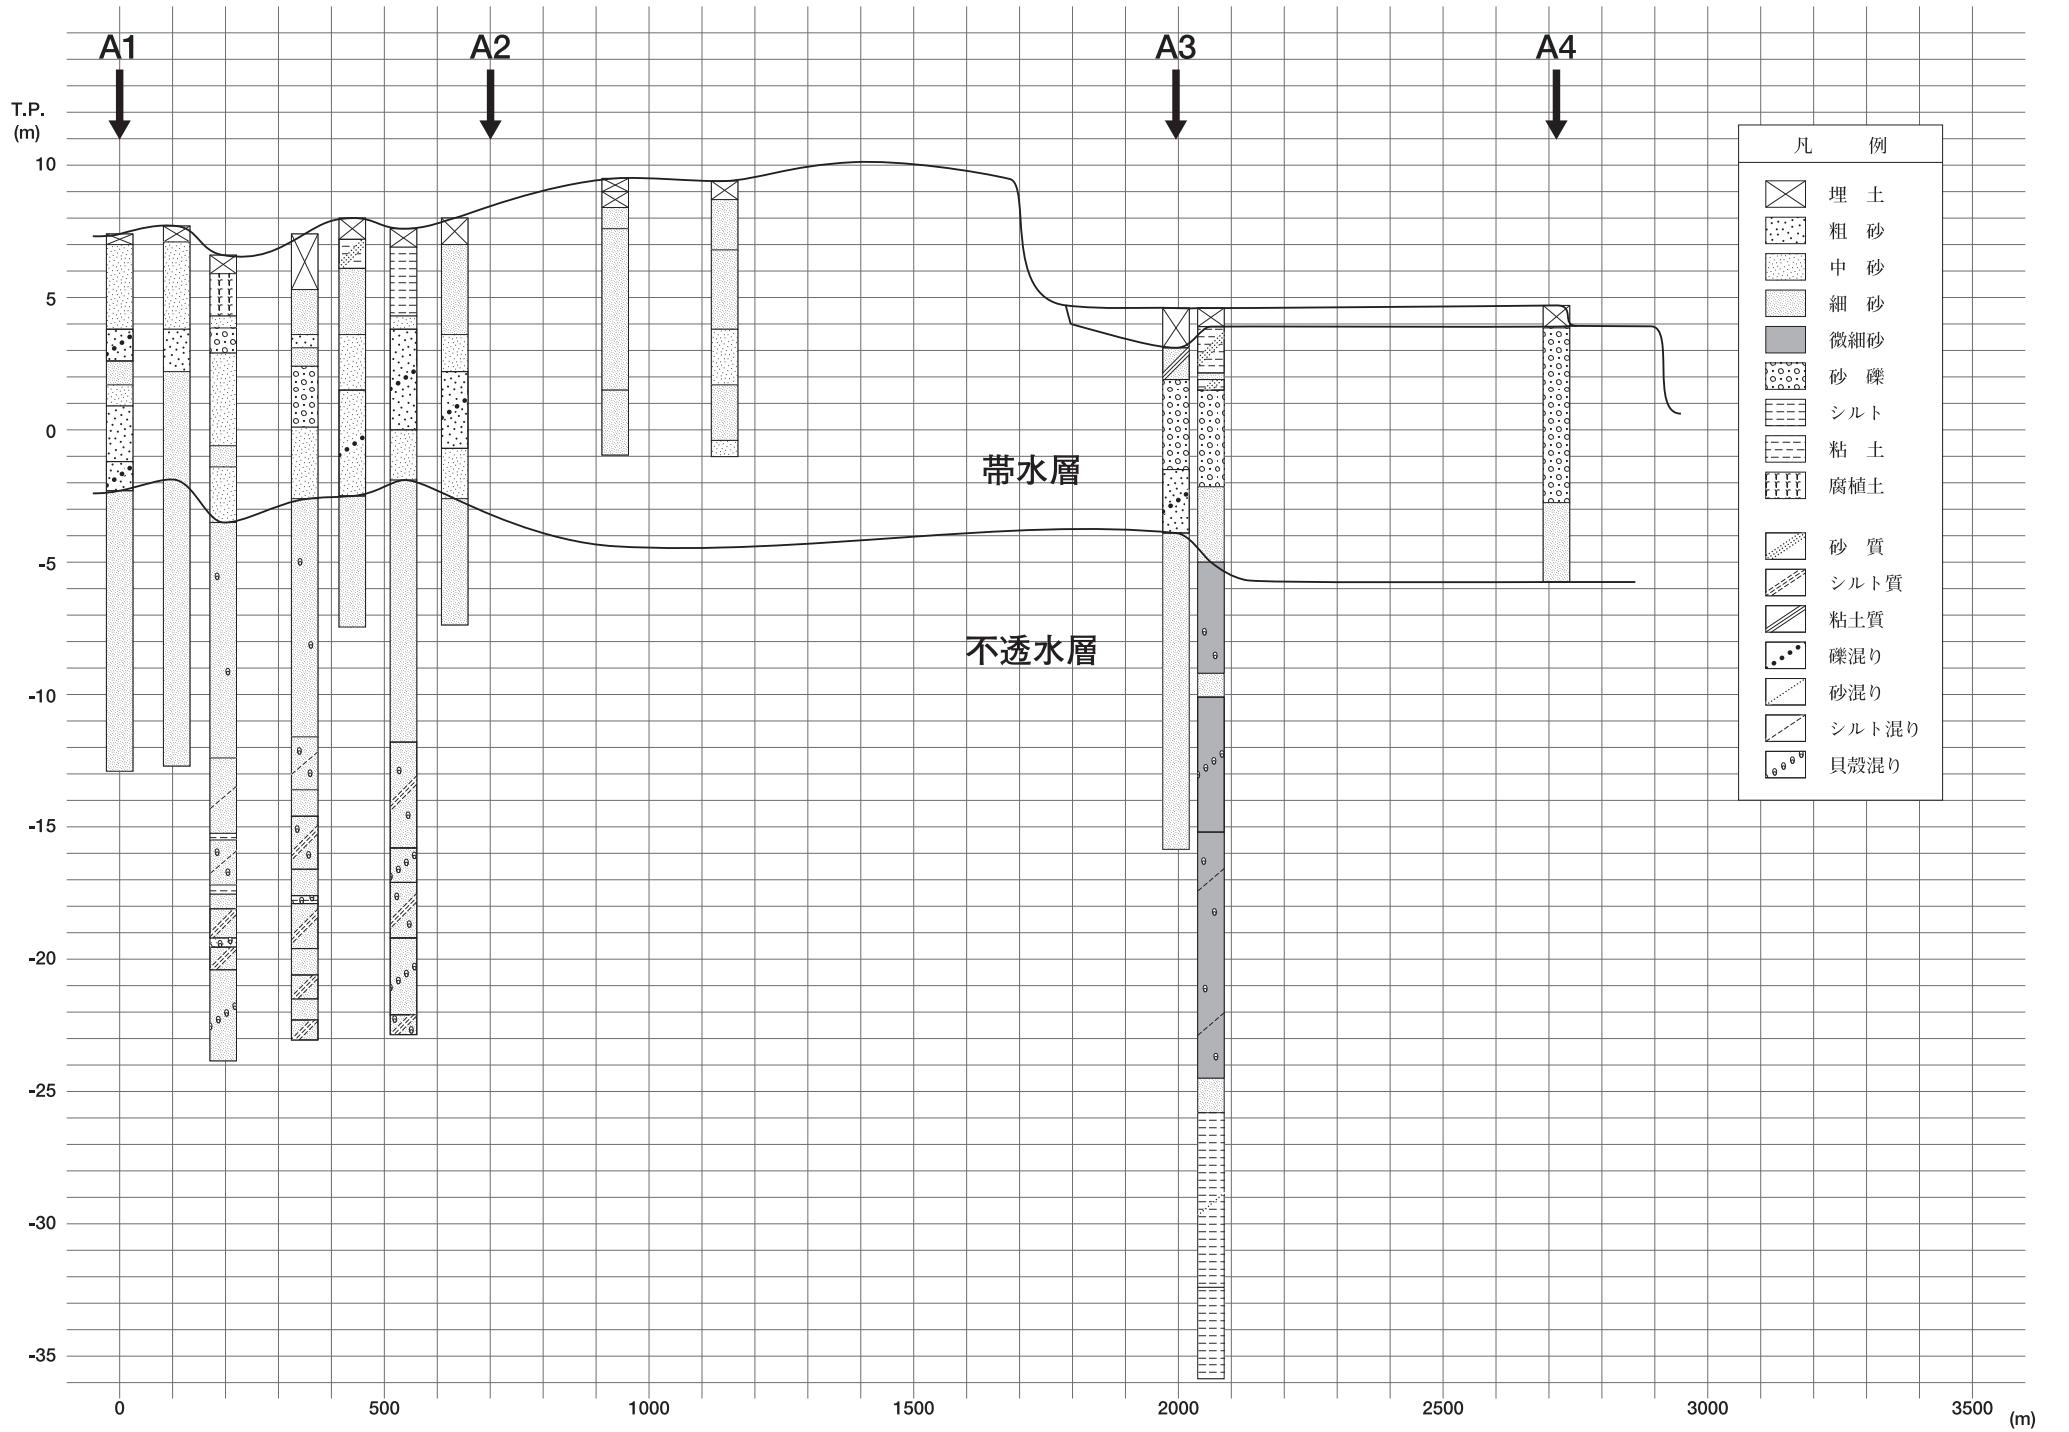 A1 A2 A3 A4
T.P.
(m)
10
5
0
-5
-10
-15
-20
-25
-30
-35
帯水層
不透水層
凡 例
埋 土
粗 砂
中 砂
細 砂
微細砂
砂 礫
シルト
粘 土
腐植土
砂 質
シルト質
粘土質
礫混り
砂混り
シルト混り
貝殻混り
0 500 1000 1500 2000 2500 3000 3500 (m)